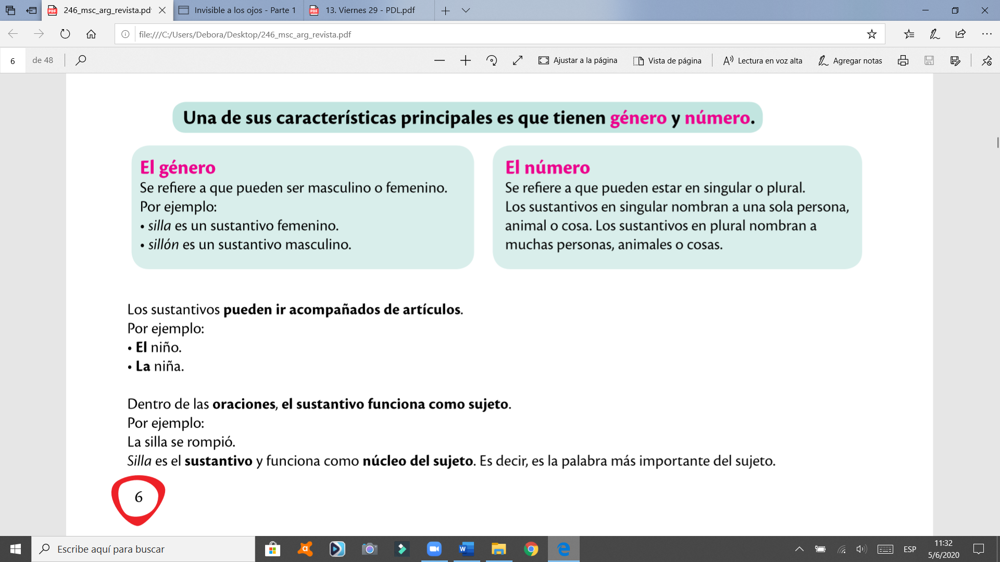 246_msc_arg_revista.pdf
Invisible a los ojos - Parte 1
13. Viernes 29 - PDL.pdf
file:///C:/Users/Debora/Desktop/246_msc_arg_revista.pdf
6 de 48
Ajustar a la página
Vista de página
Lectura en voz alta
Agregar notas
Una de sus características principales es que tienen género y número.
El género
Se refiere a que pueden ser masculino o femenino.
Por ejemplo:
• silla es un sustantivo femenino.
• sillón es un sustantivo masculino.
El número
Se refiere a que pueden estar en singular o plural.
Los sustantivos en singular nombran a una sola persona,
animal o cosa. Los sustantivos en plural nombran a
muchas personas, animales o cosas.
Los sustantivos pueden ir acompañados de artículos.
Por ejemplo:
• El niño.
• La niña.
Dentro de las oraciones, el sustantivo funciona como sujeto.
Por ejemplo:
La silla se rompió.
Silla es el sustantivo y funciona como núcleo del sujeto. Es decir, es la palabra más importante del sujeto.
6
Escribe aquí para buscar
ESP
11:32
5/6/2020